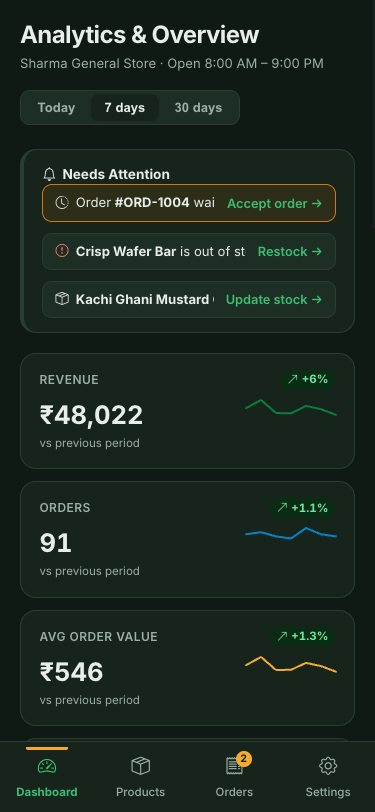 Analytics & Overview
Sharma General Store · Open 8:00 AM – 9:00 PM
Today 7 days 30 days
Needs Attention
Order #ORD-1004 wai Accept order →
Crisp Wafer Bar is out of st Restock →
Kachi Ghani Mustard Update stock →
REVENUE ↗ +6%
₹48,022
vs previous period
ORDERS ↗ +1.1%
91
vs previous period
AVG ORDER VALUE ↗ +1.3%
₹546
vs previous period
2
Dashboard Products Orders Settings